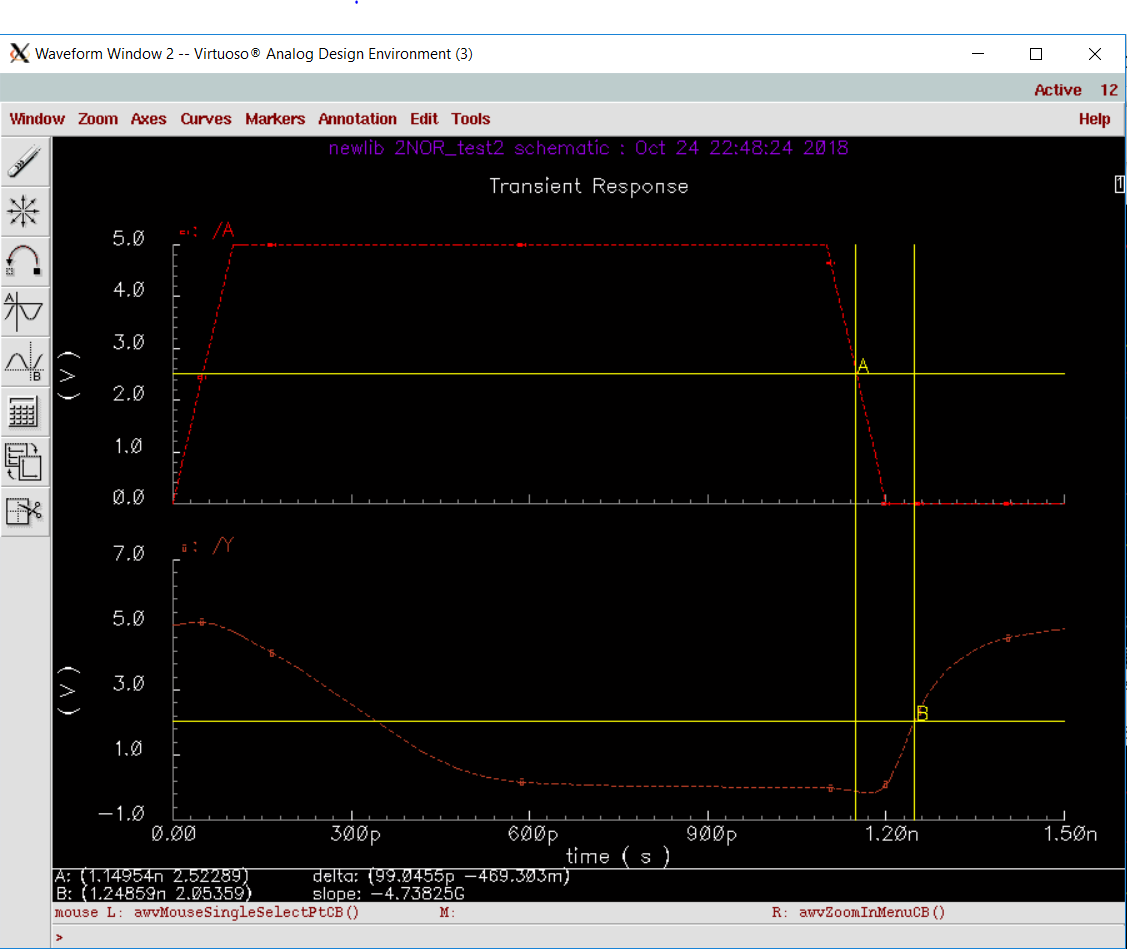 Waveform Window 2 -- Virtuoso® Analog Design Environment (3)
Active 12
Window Zoom Axes Curves Markers Annotation Edit Tools Help
newlib 2NOR_test2 schematic : Oct 24 22:48:24 2018
Transient Response
1
▫: /A
5.0
4.0
3.0
2.0
1.0
0.0
(V)
A
▫: /Y
7.0
5.0
3.0
1.0
−1.0
(V)
B
0.00 300p 600p 900p 1.20n 1.50n
time ( s )
A: (1.14954n 2.52289) delta: (99.0455p −469.303m)
B: (1.24859n 2.05359) slope: −4.73825G
mouse L: awvMouseSingleSelectPtCB() M: R: awvZoomInMenuCB()
>
A
B